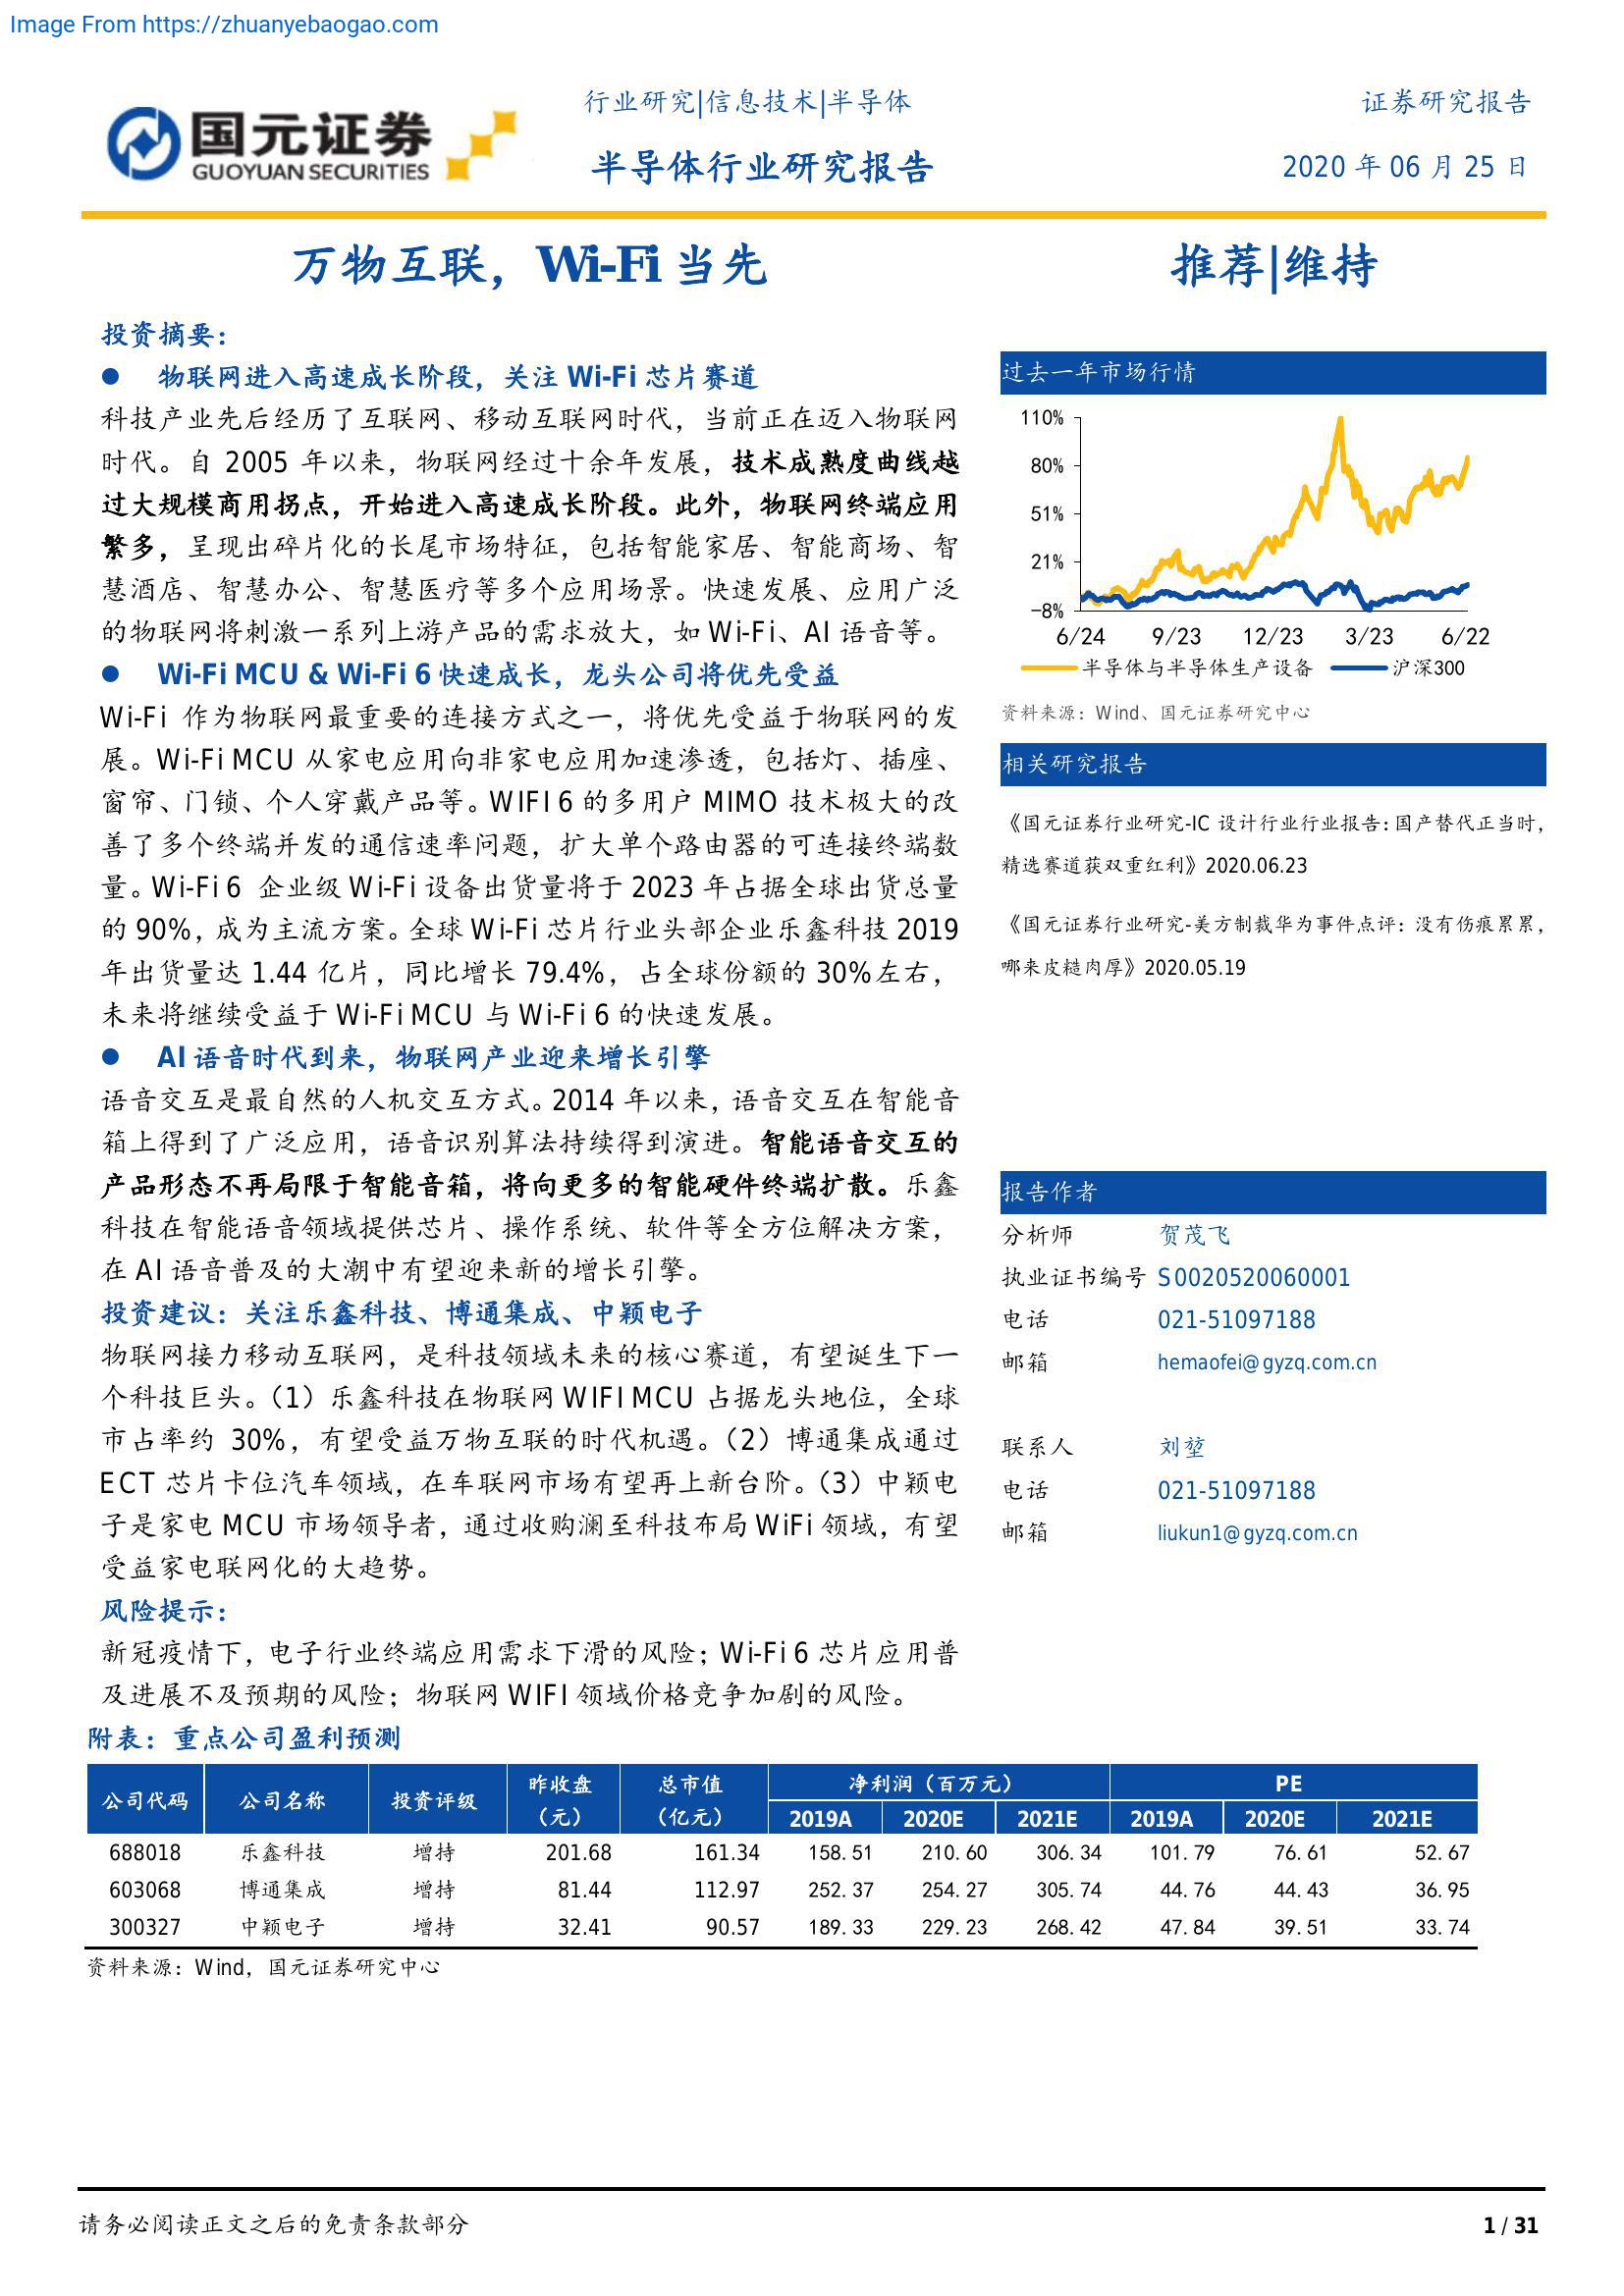 Image From https://zhuanyebaogao.com
国元证券
GUOYUAN SECURITIES
行业研究|信息技术|半导体
证券研究报告
半导体行业研究报告
2020 年 06 月 25 日
万物互联，Wi-Fi 当先
推荐|维持
投资摘要：
● 物联网进入高速成长阶段，关注 Wi-Fi 芯片赛道
科技产业先后经历了互联网、移动互联网时代，当前正在迈入物联网
时代。自 2005 年以来，物联网经过十余年发展，技术成熟度曲线越
过大规模商用拐点，开始进入高速成长阶段。此外，物联网终端应用
繁多，呈现出碎片化的长尾市场特征，包括智能家居、智能商场、智
慧酒店、智慧办公、智慧医疗等多个应用场景。快速发展、应用广泛
的物联网将刺激一系列上游产品的需求放大，如 Wi-Fi、AI 语音等。
● Wi-Fi MCU & Wi-Fi 6 快速成长，龙头公司将优先受益
Wi-Fi 作为物联网最重要的连接方式之一，将优先受益于物联网的发
展。Wi-Fi MCU 从家电应用向非家电应用加速渗透，包括灯、插座、
窗帘、门锁、个人穿戴产品等。WIFI 6 的多用户 MIMO 技术极大的改
善了多个终端并发的通信速率问题，扩大单个路由器的可连接终端数
量。Wi-Fi 6 企业级 Wi-Fi 设备出货量将于 2023 年占据全球出货总量
的 90%，成为主流方案。全球 Wi-Fi 芯片行业头部企业乐鑫科技 2019
年出货量达 1.44 亿片，同比增长 79.4%，占全球份额的 30%左右，
未来将继续受益于 Wi-Fi MCU 与 Wi-Fi 6 的快速发展。
● AI 语音时代到来，物联网产业迎来增长引擎
语音交互是最自然的人机交互方式。2014 年以来，语音交互在智能音
箱上得到了广泛应用，语音识别算法持续得到演进。智能语音交互的
产品形态不再局限于智能音箱，将向更多的智能硬件终端扩散。乐鑫
科技在智能语音领域提供芯片、操作系统、软件等全方位解决方案，
在 AI 语音普及的大潮中有望迎来新的增长引擎。
投资建议：关注乐鑫科技、博通集成、中颖电子
物联网接力移动互联网，是科技领域未来的核心赛道，有望诞生下一
个科技巨头。（1）乐鑫科技在物联网 WIFI MCU 占据龙头地位，全球
市占率约 30%，有望受益万物互联的时代机遇。（2）博通集成通过
ECT 芯片卡位汽车领域，在车联网市场有望再上新台阶。（3）中颖电
子是家电 MCU 市场领导者，通过收购澜至科技布局 WiFi 领域，有望
受益家电联网化的大趋势。
风险提示：
新冠疫情下，电子行业终端应用需求下滑的风险；Wi-Fi 6 芯片应用普
及进展不及预期的风险；物联网 WIFI 领域价格竞争加剧的风险。
过去一年市场行情
110%
80%
51%
21%
-8%
6/24 9/23 12/23 3/23 6/22
半导体与半导体生产设备 沪深300
资料来源：Wind、国元证券研究中心
相关研究报告
《国元证券行业研究-IC 设计行业行业报告：国产替代正当时，
精选赛道获双重红利》2020.06.23
《国元证券行业研究-美方制裁华为事件点评：没有伤痕累累，
哪来皮糙肉厚》2020.05.19
报告作者
分析师 贺茂飞
执业证书编号 S0020520060001
电话 021-51097188
邮箱 hemaofei@gyzq.com.cn
联系人 刘堃
电话 021-51097188
邮箱 liukun1@gyzq.com.cn
附表：重点公司盈利预测
公司代码 公司名称 投资评级 昨收盘（元） 总市值（亿元） 净利润（百万元） PE
2019A 2020E 2021E 2019A 2020E 2021E
688018 乐鑫科技 增持 201.68 161.34 158.51 210.60 306.34 101.79 76.61 52.67
603068 博通集成 增持 81.44 112.97 252.37 254.27 305.74 44.76 44.43 36.95
300327 中颖电子 增持 32.41 90.57 189.33 229.23 268.42 47.84 39.51 33.74
资料来源：Wind，国元证券研究中心
请务必阅读正文之后的免责条款部分
1 / 31